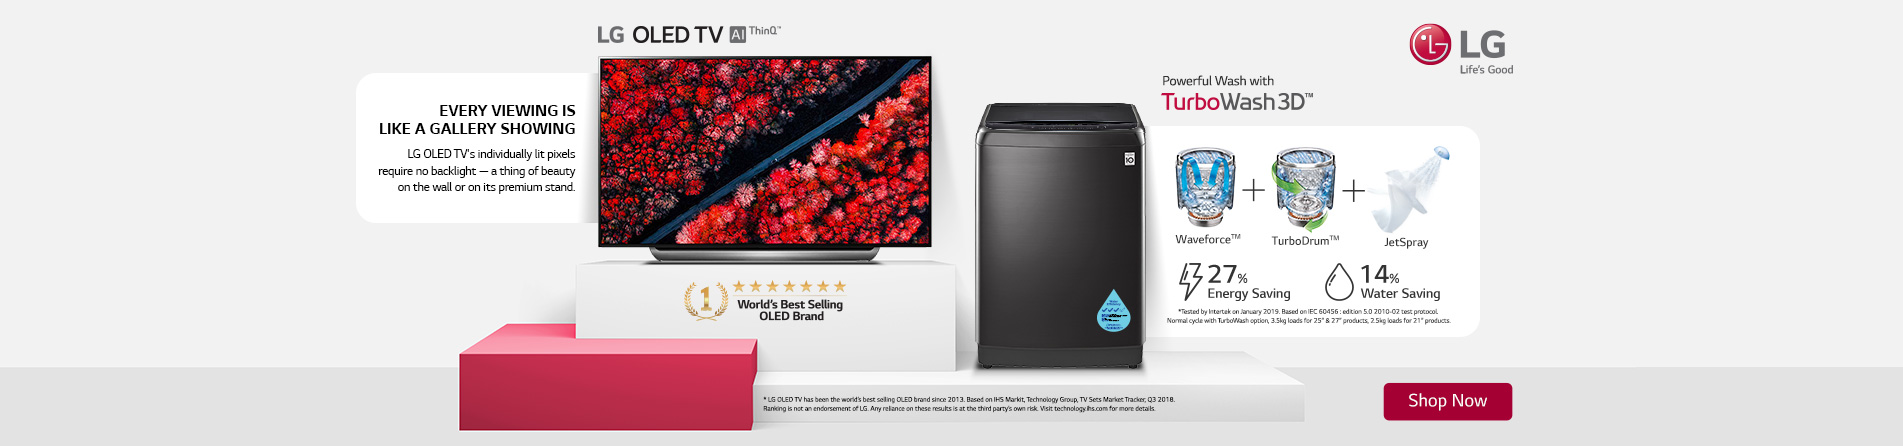 LG OLED TV AI ThinQ™
EVERY VIEWING IS
LIKE A GALLERY SHOWING
LG OLED TV's individually lit pixels
require no backlight — a thing of beauty
on the wall or on its premium stand.
1
World's Best Selling
OLED Brand
LG
Life's Good
Powerful Wash with
TurboWash3D™
10
Waveforce™
+
TurboDrum™
+
JetSpray
27%
Energy Saving
14%
Water Saving
*Tested by Intertek on January 2019. Based on IEC 60456 : edition 5.0 2010-02 test protocol.
Normal cycle with TurboWash option, 3.5kg loads for 25" & 27" products, 2.5kg loads for 21" products.
* LG OLED TV has been the world's best selling OLED brand since 2013. Based on IHS Markit, Technology Group, TV Sets Market Tracker, Q3 2018.
Ranking is not an endorsement of LG. Any reliance on these results is at the third party's own risk. Visit technology.ihs.com for more details.
Shop Now